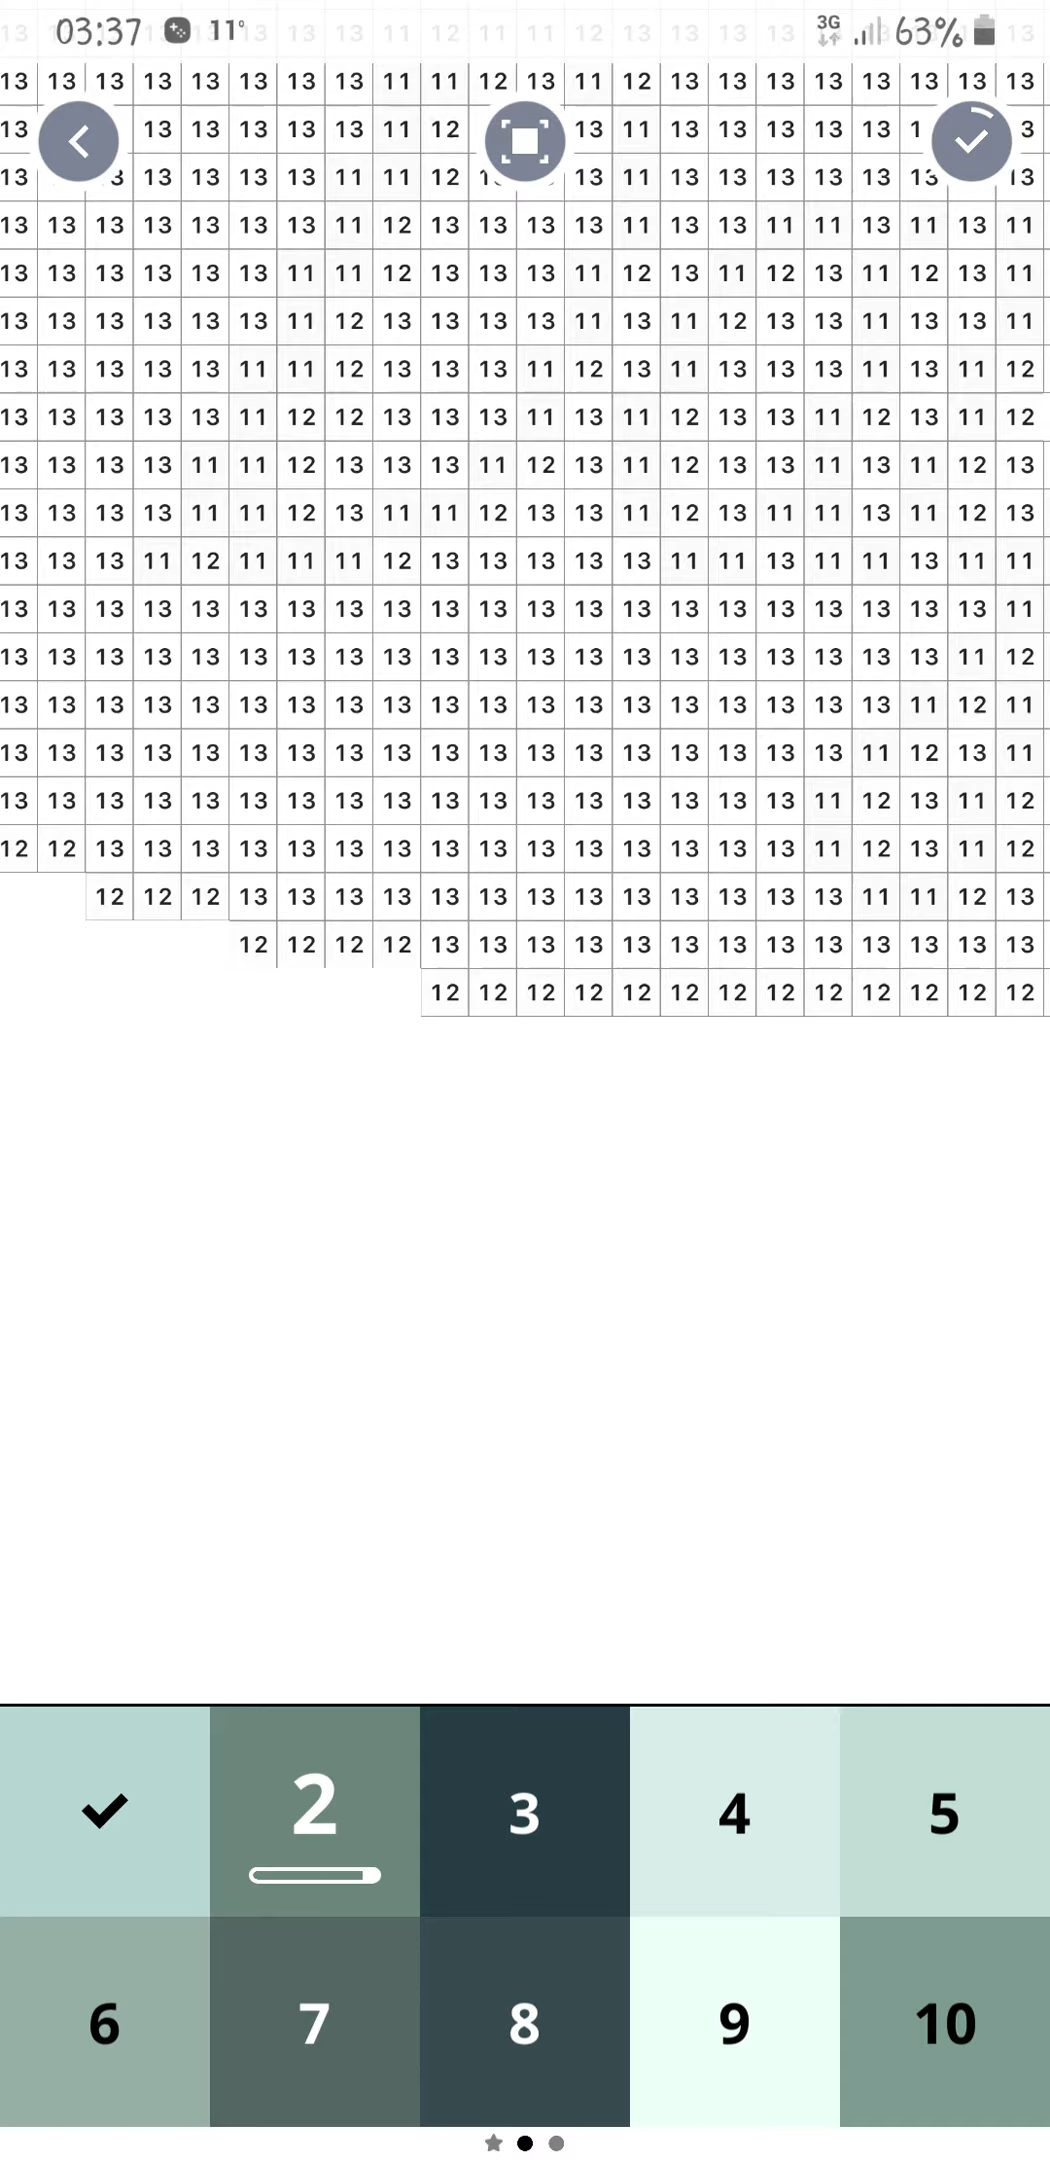 03:37 11° 3G 63%
13 13 13 13 13 13 13 13 11 11 12 13 11 12 13 13 13 13 13 13 13 13
13 13 13 13 13 13 11 12 13 11 13 13 13 13 13
13 13 13 13 13 13 11 11 12 13 11 13 13 13 13 13 13 13
13 13 13 13 13 13 13 11 12 13 13 13 13 11 13 13 11 11 13 11 13 11
13 13 13 13 13 13 11 11 12 13 13 13 11 12 13 11 12 13 11 12 13 11
13 13 13 13 13 13 11 12 13 13 13 13 11 13 11 12 13 13 11 13 13 11
13 13 13 13 13 11 11 12 13 13 13 11 12 13 11 13 13 13 11 13 11 12
13 13 13 13 13 11 12 12 13 13 13 11 13 11 12 13 13 11 12 13 11 12
13 13 13 13 11 11 12 13 13 13 11 12 13 11 12 13 13 11 13 11 12 13
13 13 13 13 11 11 12 13 11 11 12 13 13 11 12 13 11 11 13 11 12 13
13 13 13 11 12 11 11 11 12 13 13 13 13 13 11 11 13 11 11 13 11 11
13 13 13 13 13 13 13 13 13 13 13 13 13 13 13 13 13 13 13 13 13 11
13 13 13 13 13 13 13 13 13 13 13 13 13 13 13 13 13 13 13 13 11 12
13 13 13 13 13 13 13 13 13 13 13 13 13 13 13 13 13 13 13 11 12 11
13 13 13 13 13 13 13 13 13 13 13 13 13 13 13 13 13 13 11 12 13 11
13 13 13 13 13 13 13 13 13 13 13 13 13 13 13 13 13 11 12 13 11 12
12 12 13 13 13 13 13 13 13 13 13 13 13 13 13 13 13 11 12 13 11 12
12 12 12 13 13 13 13 13 13 13 13 13 13 13 13 13 11 11 12 13
12 12 12 12 13 13 13 13 13 13 13 13 13 13 13 13 13
12 12 12 12 12 12 12 12 12 12 12 12 12
2 3 4 5
6 7 8 9 10